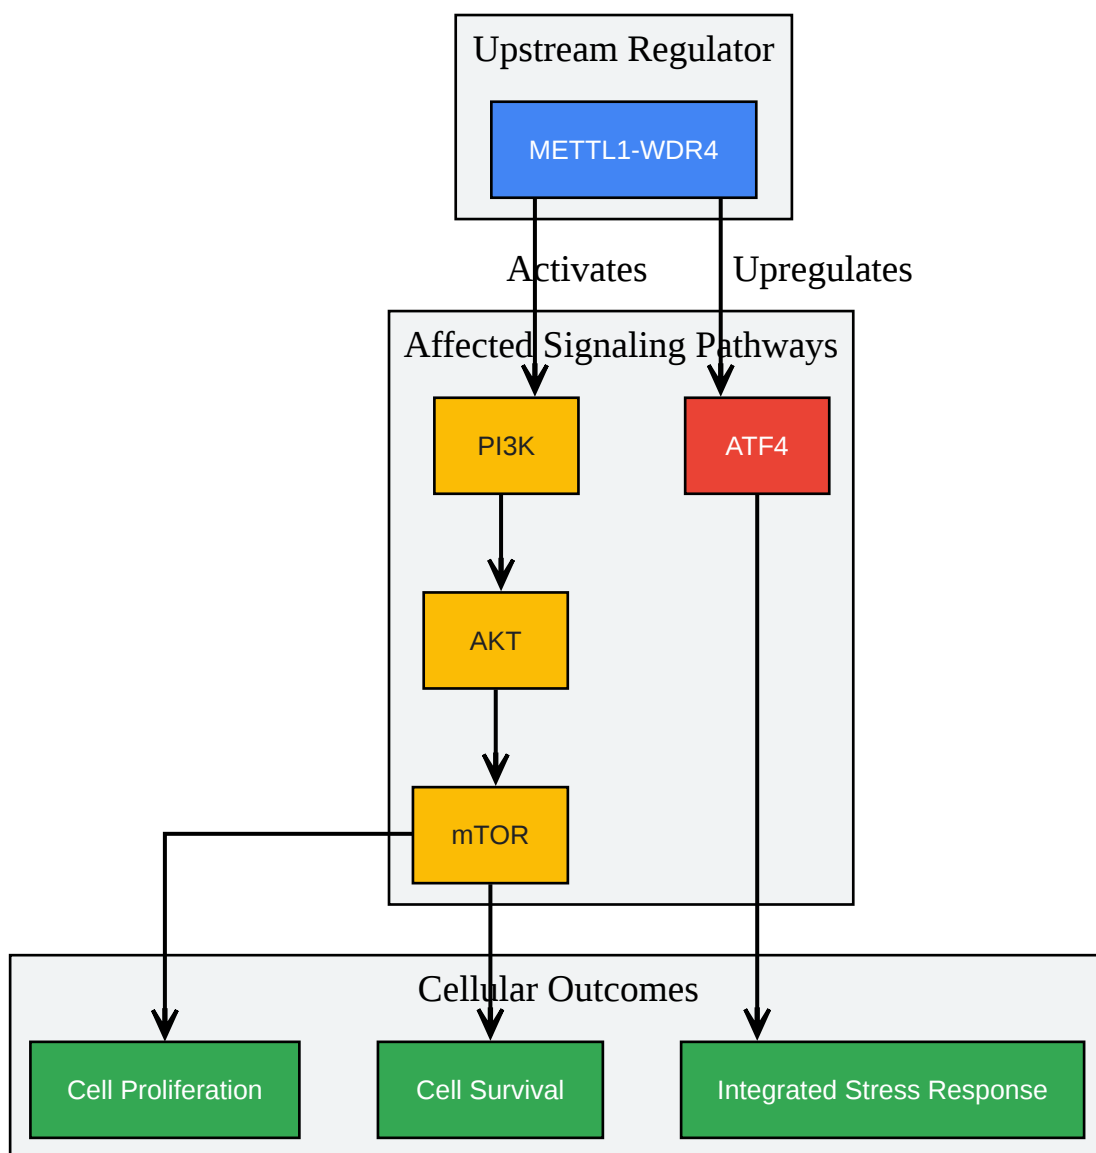 Upstream Regulator
METTL1-WDR4
Activates
Upregulates
Affected Signaling Pathways
PI3K
ATF4
AKT
mTOR
Cellular Outcomes
Cell Proliferation
Cell Survival
Integrated Stress Response